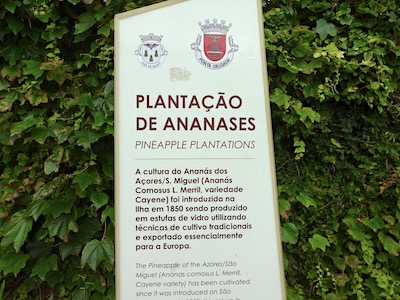 PONTA DELGADA
PLANTAÇÃO
DE ANANASES
PINEAPPLE PLANTATIONS
A cultura do Ananás dos
Açores/S. Miguel (Ananás
Comosus L. Merril, variedade
Cayene) foi introduzida na
Ilha em 1850 sendo produzido
em estufas de vidro utilizando
técnicas de cultivo tradicionais
e exportado essencialmente
para a Europa.
The Pineapple of the Azores/São
Miguel (Ananas comosus L. Merril,
Cayene variety) has been cultivated
since it was introduced on São